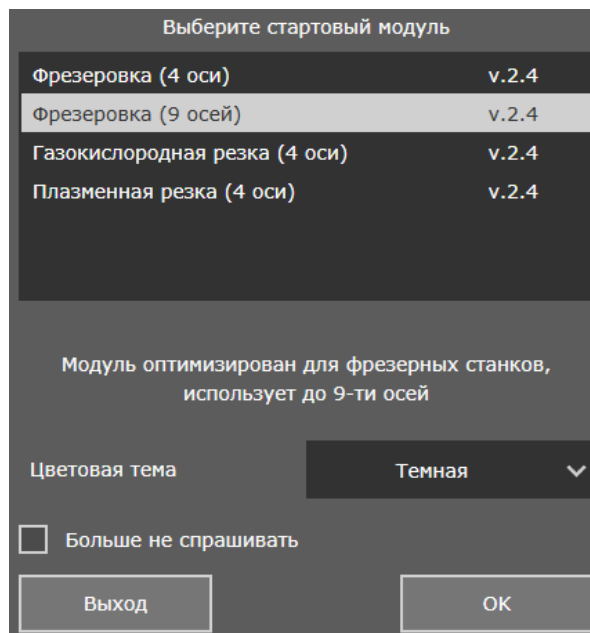 Выберите стартовый модуль
Фрезеровка (4 оси) v.2.4
Фрезеровка (9 осей) v.2.4
Газокислородная резка (4 оси) v.2.4
Плазменная резка (4 оси) v.2.4
Модуль оптимизирован для фрезерных станков,
использует до 9-ти осей
Цветовая тема Темная
Больше не спрашивать
Выход OK